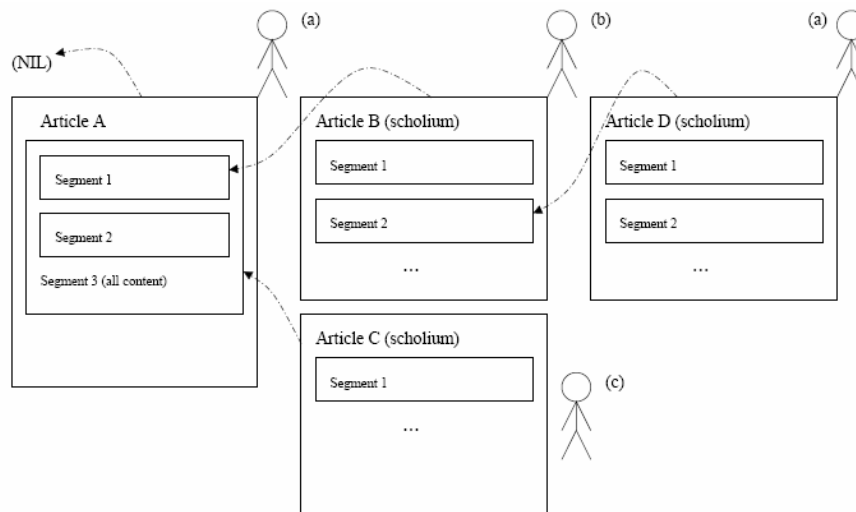 (a)
(b)
(a)
(NIL)
Article A
Segment 1
Segment 2
Segment 3 (all content)
Article B (scholium)
Segment 1
Segment 2
...
Article D (scholium)
Segment 1
Segment 2
...
Article C (scholium)
Segment 1
...
(c)